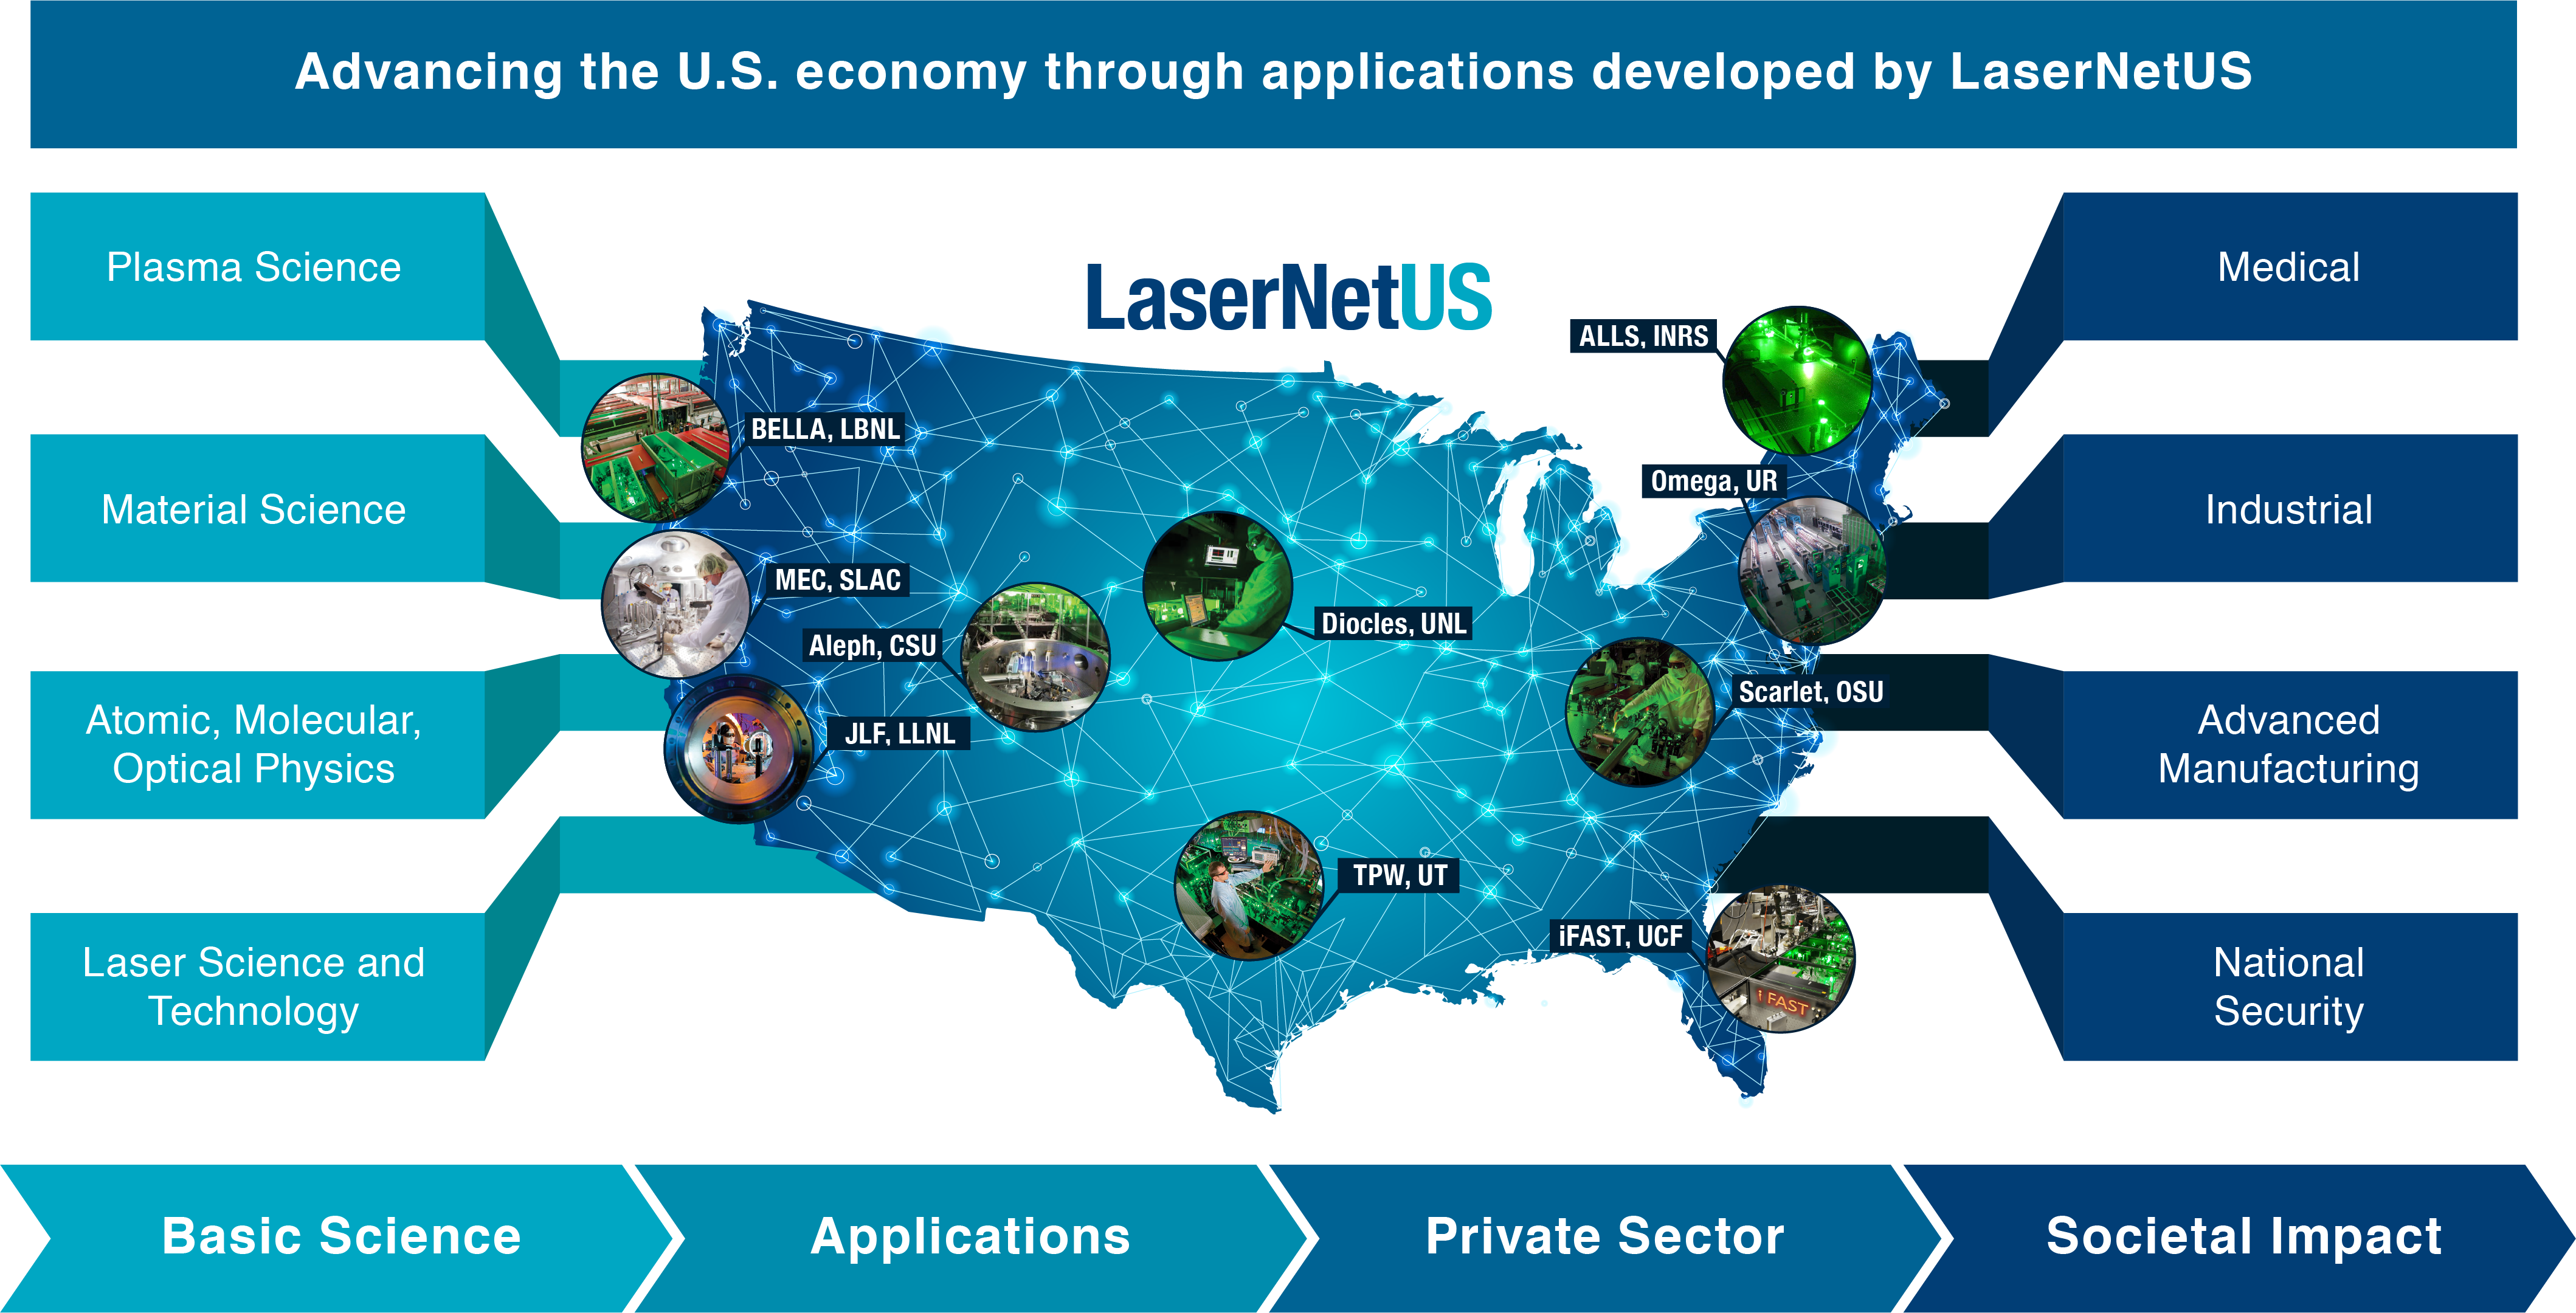 Advancing the U.S. economy through applications developed by LaserNetUS
Plasma Science
Material Science
Atomic, Molecular,
Optical Physics
Laser Science and
Technology
LaserNetUS
BELLA, LBNL
MEC, SLAC
Aleph, CSU
JLF, LLNL
Diocles, UNL
TPW, UT
ALLS, INRS
Omega, UR
Scarlet, OSU
iFAST, UCF
i FAST
Medical
Industrial
Advanced
Manufacturing
National
Security
Basic Science
Applications
Private Sector
Societal Impact